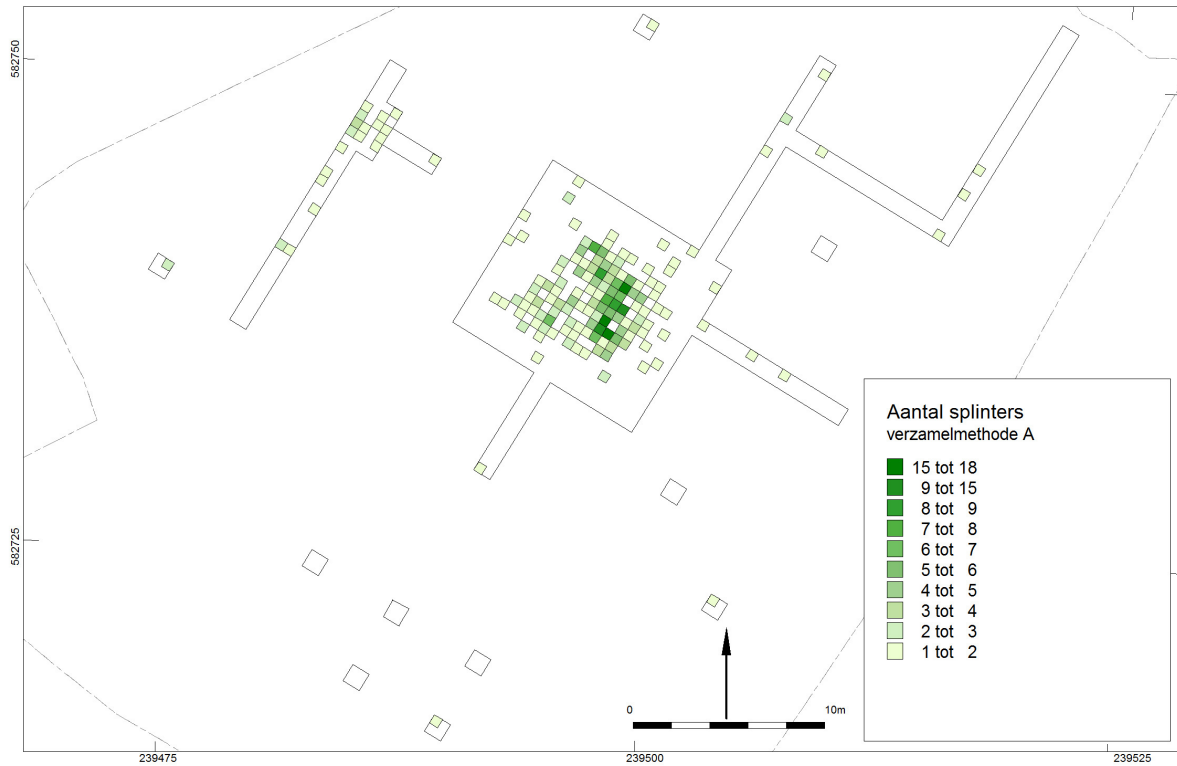 582750
582725
Aantal splinters
verzamelmethode A
15 tot 18
9 tot 15
8 tot 9
7 tot 8
6 tot 7
5 tot 6
4 tot 5
3 tot 4
2 tot 3
1 tot 2
0 10m
239475 239500 239525